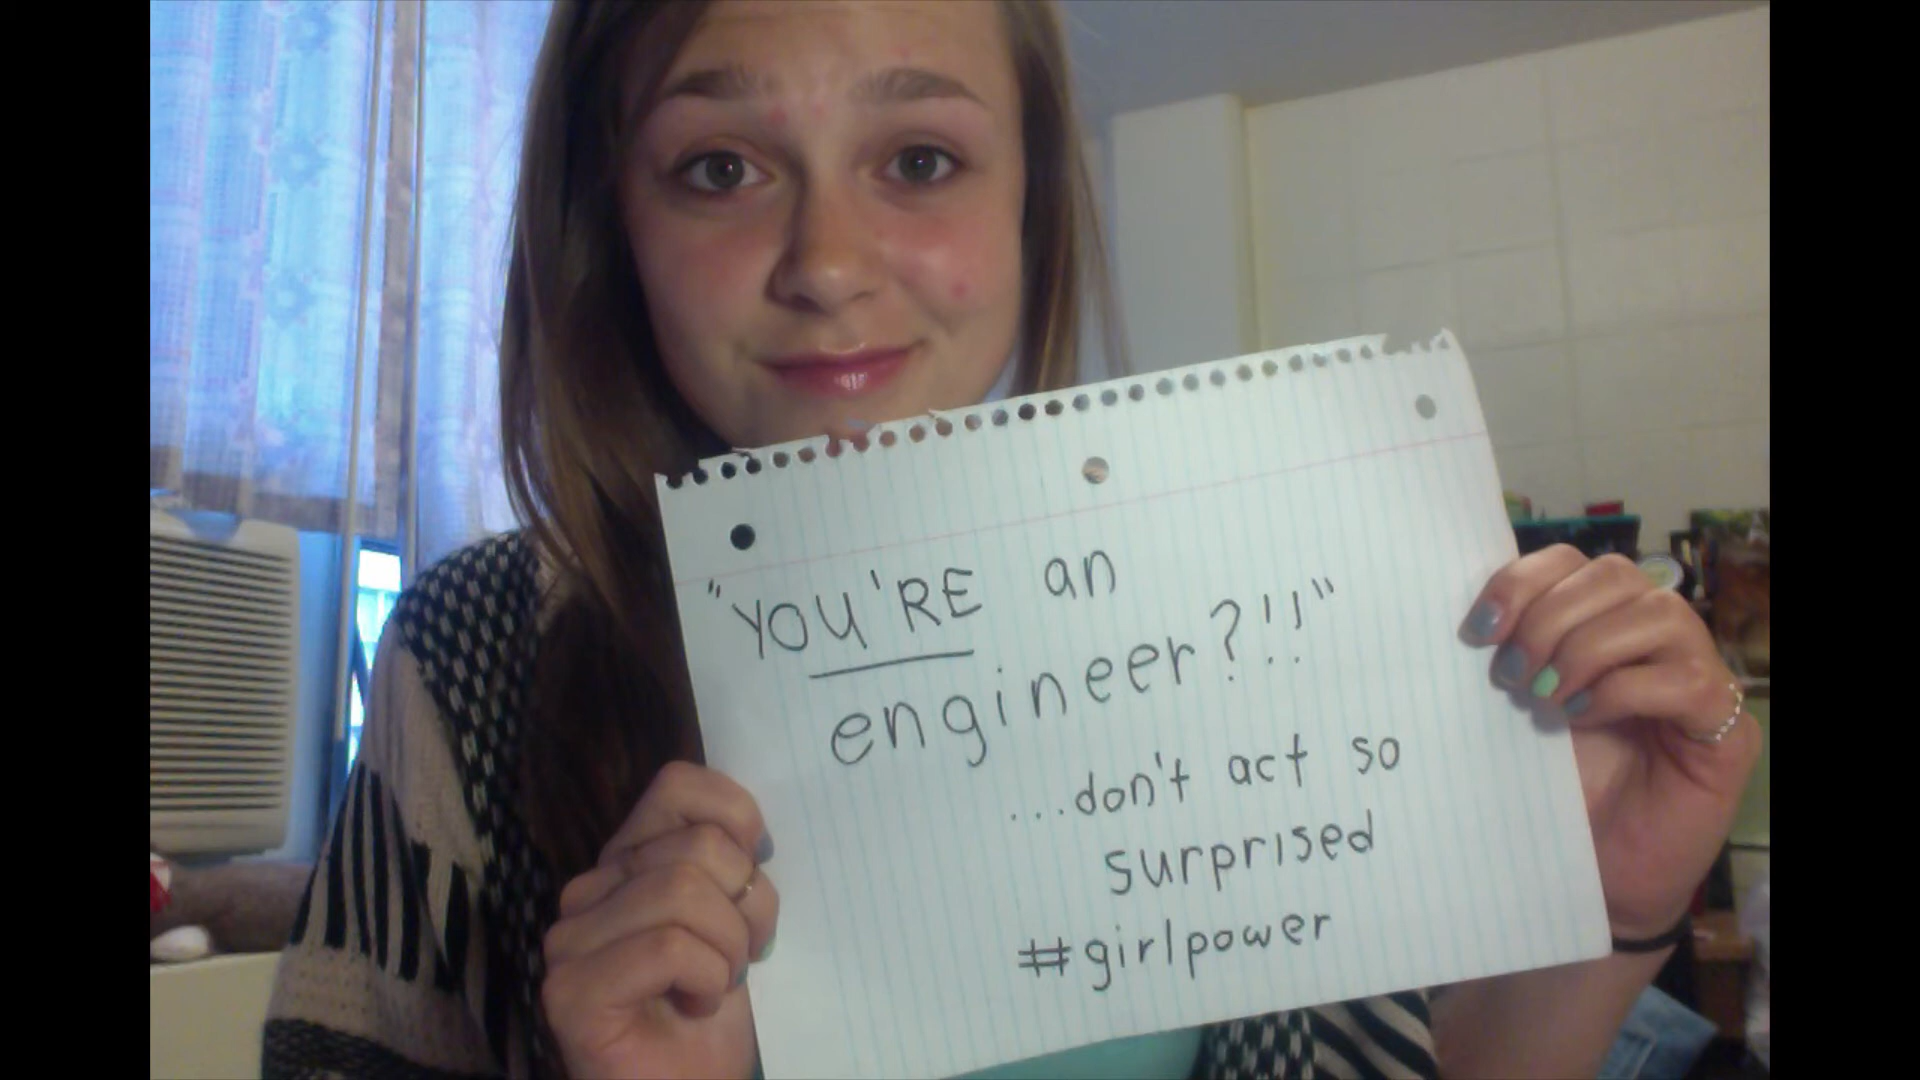 "YOU'RE an
engineer?!!"
...don't act so
surprised
#girlpower